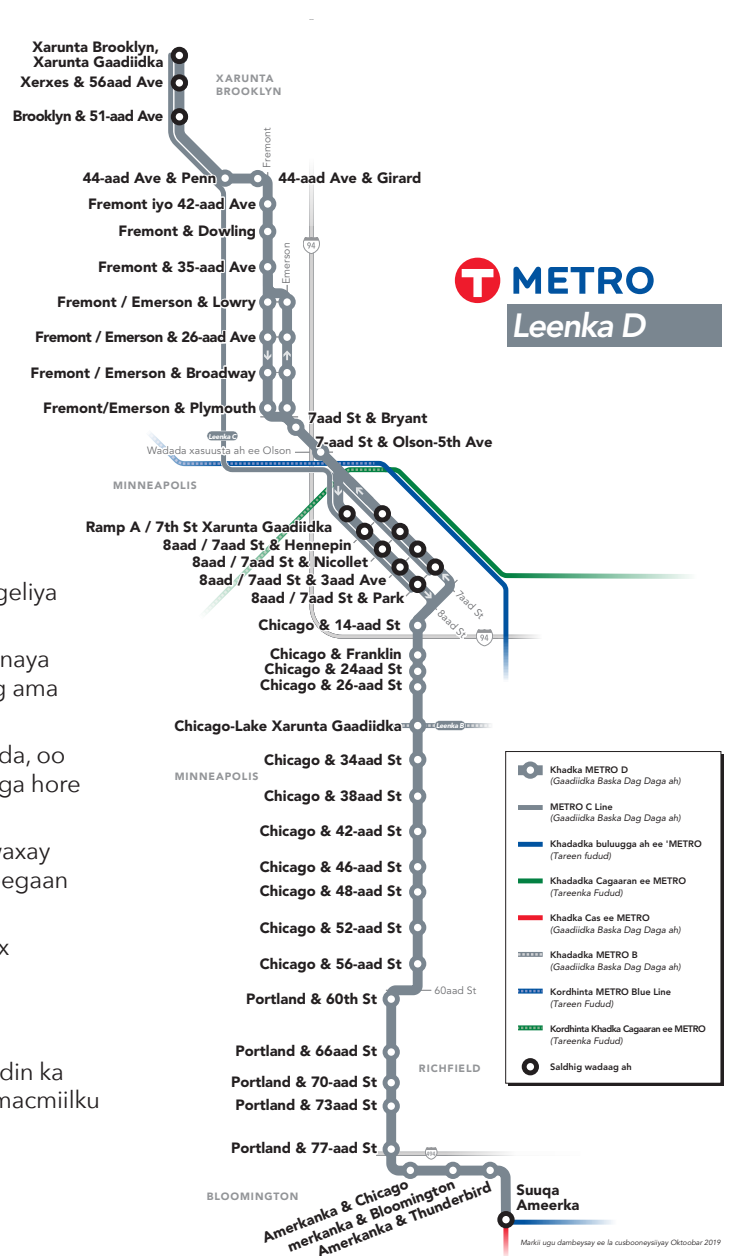 Xarunta Brooklyn,
Xarunta Gaadiidka
Xerxes & 56aad Ave
XARUNTA
BROOKLYN
Brooklyn & 51-aad Ave
Fremont
44-aad Ave & Penn
44-aad Ave & Girard
Fremont iyo 42-aad Ave
Fremont & Dowling
94
Emerson
Fremont & 35-aad Ave
T METRO
Leenka D
Fremont / Emerson & Lowry
Fremont / Emerson & 26-aad Ave
Fremont / Emerson & Broadway
Fremont/Emerson & Plymouth
7aad St & Bryant
Leenka C
7-aad St & Olson-5th Ave
Wadada xasuusta ah ee Olson
MINNEAPOLIS
Ramp A / 7th St Xarunta Gaadiidka
8aad / 7aad St & Hennepin
8aad / 7aad St & Nicollet
8aad / 7aad St & 3aad Ave
8aad / 7aad St & Park
7aad St
8aad St
94
Chicago & 14-aad St
Chicago & Franklin
Chicago & 24aad St
Chicago & 26-aad St
Chicago-Lake Xarunta Gaadiidka
Leenka B
Chicago & 34aad St
MINNEAPOLIS
Chicago & 38aad St
Chicago & 42-aad St
Chicago & 46-aad St
Chicago & 48-aad St
Chicago & 52-aad St
Chicago & 56-aad St
60aad St
Portland & 60th St
Portland & 66aad St
RICHFIELD
Portland & 70-aad St
Portland & 73aad St
Portland & 77-aad St
494
BLOOMINGTON
Amerkanka & Chicago
merkanka & Bloomington
Amerkanka & Thunderbird
Suuqa
Ameerka
geliya
naya
g ama
da, oo
ga hore
waxay
egaan
x
din ka
macmiilku
Khadka METRO D
(Gaadiidka Baska Dag Daga ah)
METRO C Line
(Gaadiidka Baska Dag Daga ah)
Khadadka buluugga ah ee 'METRO
(Tareen fudud)
Khadadka Cagaaran ee METRO
(Tareenka Fudud)
Khadka Cas ee METRO
(Gaadiidka Baska Dag Daga ah)
Khadadka METRO B
(Gaadiidka Baska Dag Daga ah)
Kordhinta METRO Blue Line
(Tareen Fudud)
Kordhinta Khadka Cagaaran ee METRO
(Tareenka Fudud)
Saldhig wadaag ah
Markii ugu dambeysay ee la cusbooneysiiyay Oktoobar 2019